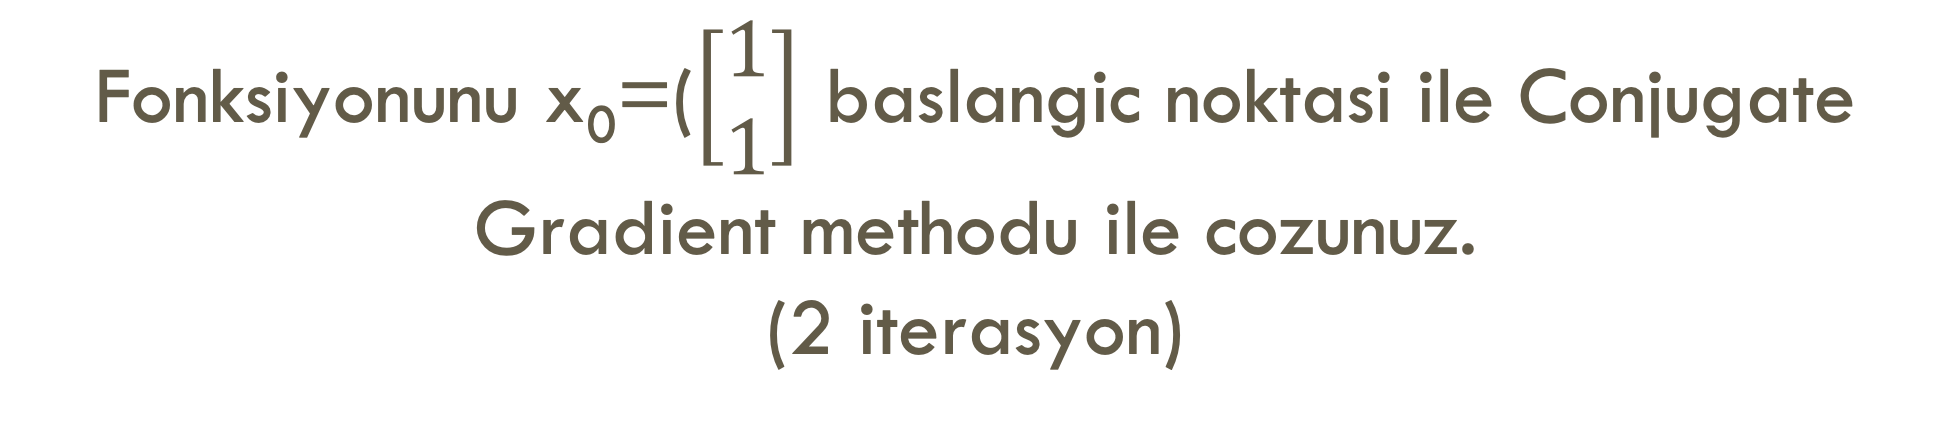 Fonksiyonunu x₀=([1 1] baslangic noktasi ile Conjugate
Gradient methodu ile cozunuz.
(2 iterasyon)